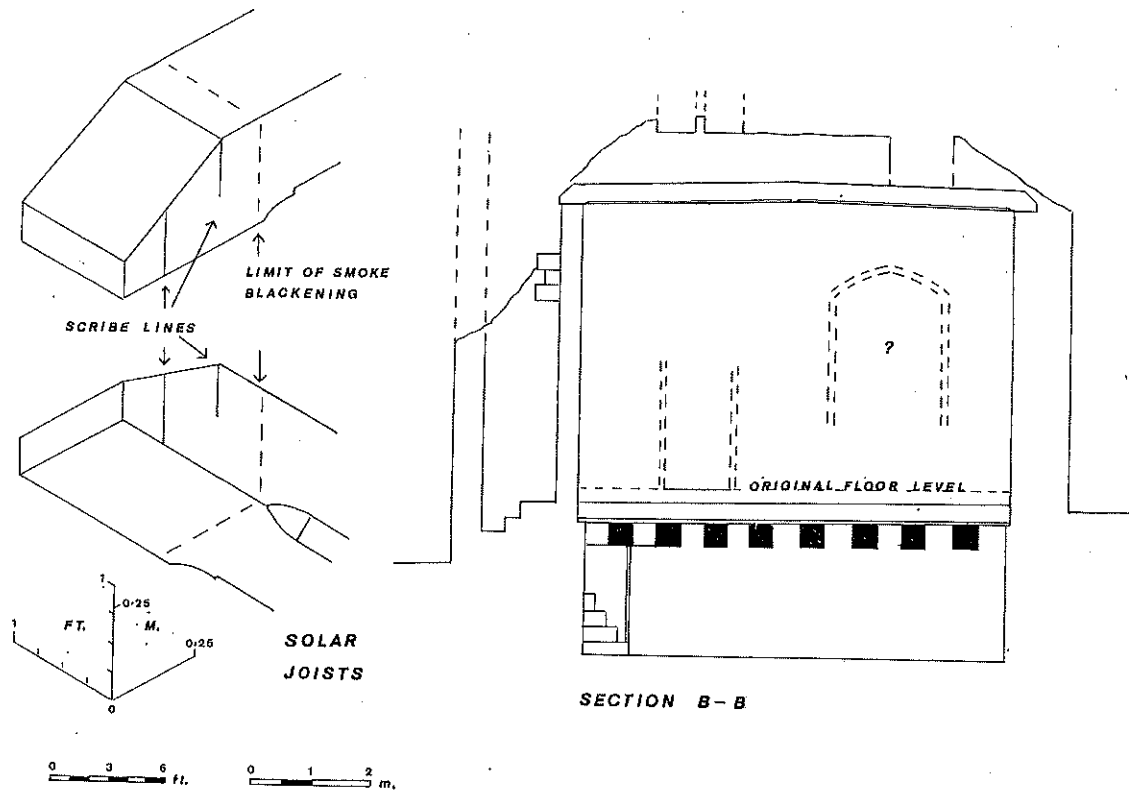 LIMIT OF SMOKE
BLACKENING
SCRIBE LINES
?
ORIGINAL FLOOR LEVEL
1
0·25
FT.
M.
1
0·25
0
SOLAR
JOISTS
SECTION B–B
0 3 6 ft.
0 1 2 m.